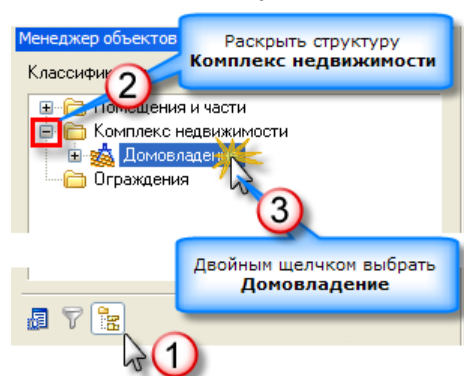 Менеджер объектов
Раскрыть структуру
Комплекс недвижимости
Классифи
2
Помещения и части
Комплекс недвижимости
Домовладение
Ограждения
3
Двойным щелчком выбрать
Домовладение
1